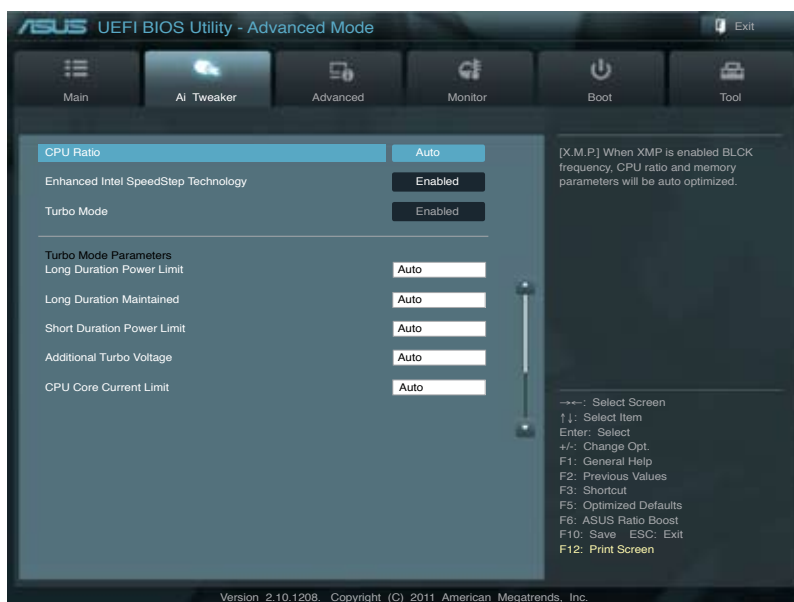 ASUS UEFI BIOS Utility - Advanced Mode
Exit
Main
Ai Tweaker
Advanced
Monitor
Boot
Tool
CPU Ratio Auto
Enhanced Intel SpeedStep Technology Enabled
Turbo Mode Enabled
Turbo Mode Parameters
Long Duration Power Limit Auto
Long Duration Maintained Auto
Short Duration Power Limit Auto
Additional Turbo Voltage Auto
CPU Core Current Limit Auto
[X.M.P.] When XMP is enabled BLCK
frequency, CPU ratio and memory
parameters will be auto optimized.
→←: Select Screen
↑↓: Select Item
Enter: Select
+/-: Change Opt.
F1: General Help
F2: Previous Values
F3: Shortcut
F5: Optimized Defaults
F6: ASUS Ratio Boost
F10: Save ESC: Exit
F12: Print Screen
Version 2.10.1208. Copyright (C) 2011 American Megatrends, Inc.